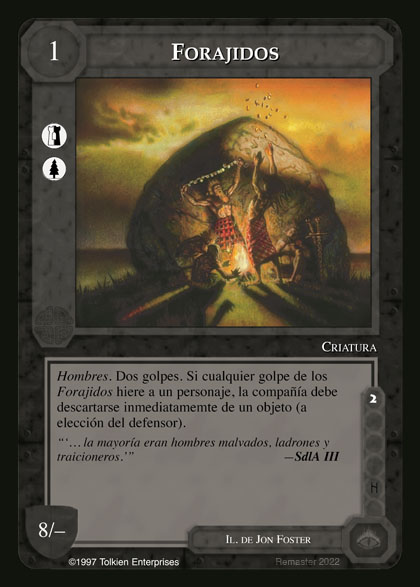 1
FORAJIDOS
CRIATURA
Hombres. Dos golpes. Si cualquier golpe de los
Forajidos hiere a un personaje, la compañía debe
descartarse inmediatamemte de un objeto (a
elección del defensor).
2
“‘… la mayoría eran hombres malvados, ladrones y
traicioneros.’” —SdlA III
H
8/–
IL. DE JON FOSTER
©1997 Tolkien Enterprises
Remaster 2022